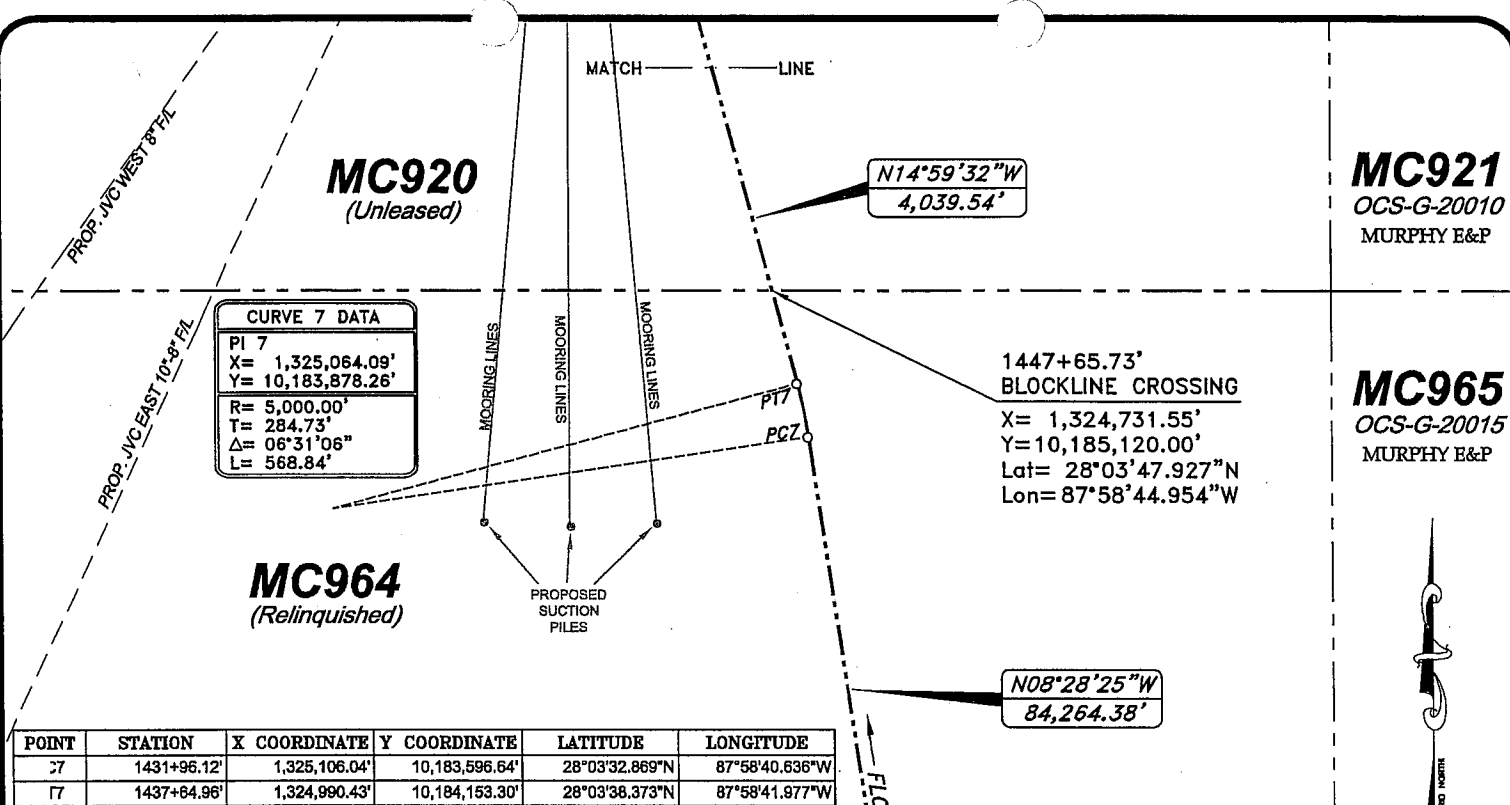 MATCH LINE
PROP. JVC WEST 8" F/L
MC920
(Unleased)
N14°59'32"W
4,039.54'
MC921
OCS-G-20010
MURPHY E&P
CURVE 7 DATA
PI 7
X= 1,325,064.09'
Y= 10,183,878.26'
R= 5,000.00'
T= 284.73'
Δ= 06°31'06"
L= 568.84'
PROP. JVC EAST 10"-8" F/L
MOORING LINES
MOORING LINES
MOORING LINES
PT7
PC7
1447+65.73'
BLOCKLINE CROSSING
X= 1,324,731.55'
Y=10,185,120.00'
Lat= 28°03'47.927"N
Lon= 87°58'44.954"W
MC965
OCS-G-20015
MURPHY E&P
MC964
(Relinquished)
PROPOSED
SUCTION
PILES
N08°28'25"W
84,264.38'
POINT STATION X COORDINATE Y COORDINATE LATITUDE LONGITUDE
C7 1431+96.12' 1,325,106.04' 10,183,596.64' 28°03'32.869"N 87°58'40.636"W
T7 1437+64.96' 1,324,990.43' 10,184,153.30' 28°03'38.373"N 87°58'41.977"W
FLO
NORTH